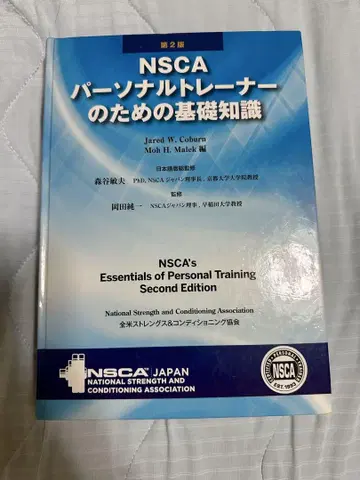 第2版
NSCA
パーソナルトレーナー
のための基礎知識
Jared W. Coburn
Moh H. Malek 編
日本語版総監修
森谷敏夫 PhD, NSCAジャパン理事長, 京都大学大学院教授
監修
岡田純一 NSCAジャパン理事, 早稲田大学教授
NSCA's
Essentials of Personal Training
Second Edition
National Strength and Conditioning Association
全米ストレングス&コンディショニング協会
NSCA JAPAN
NATIONAL STRENGTH AND
CONDITIONING ASSOCIATION
NSCA
EST. 1993